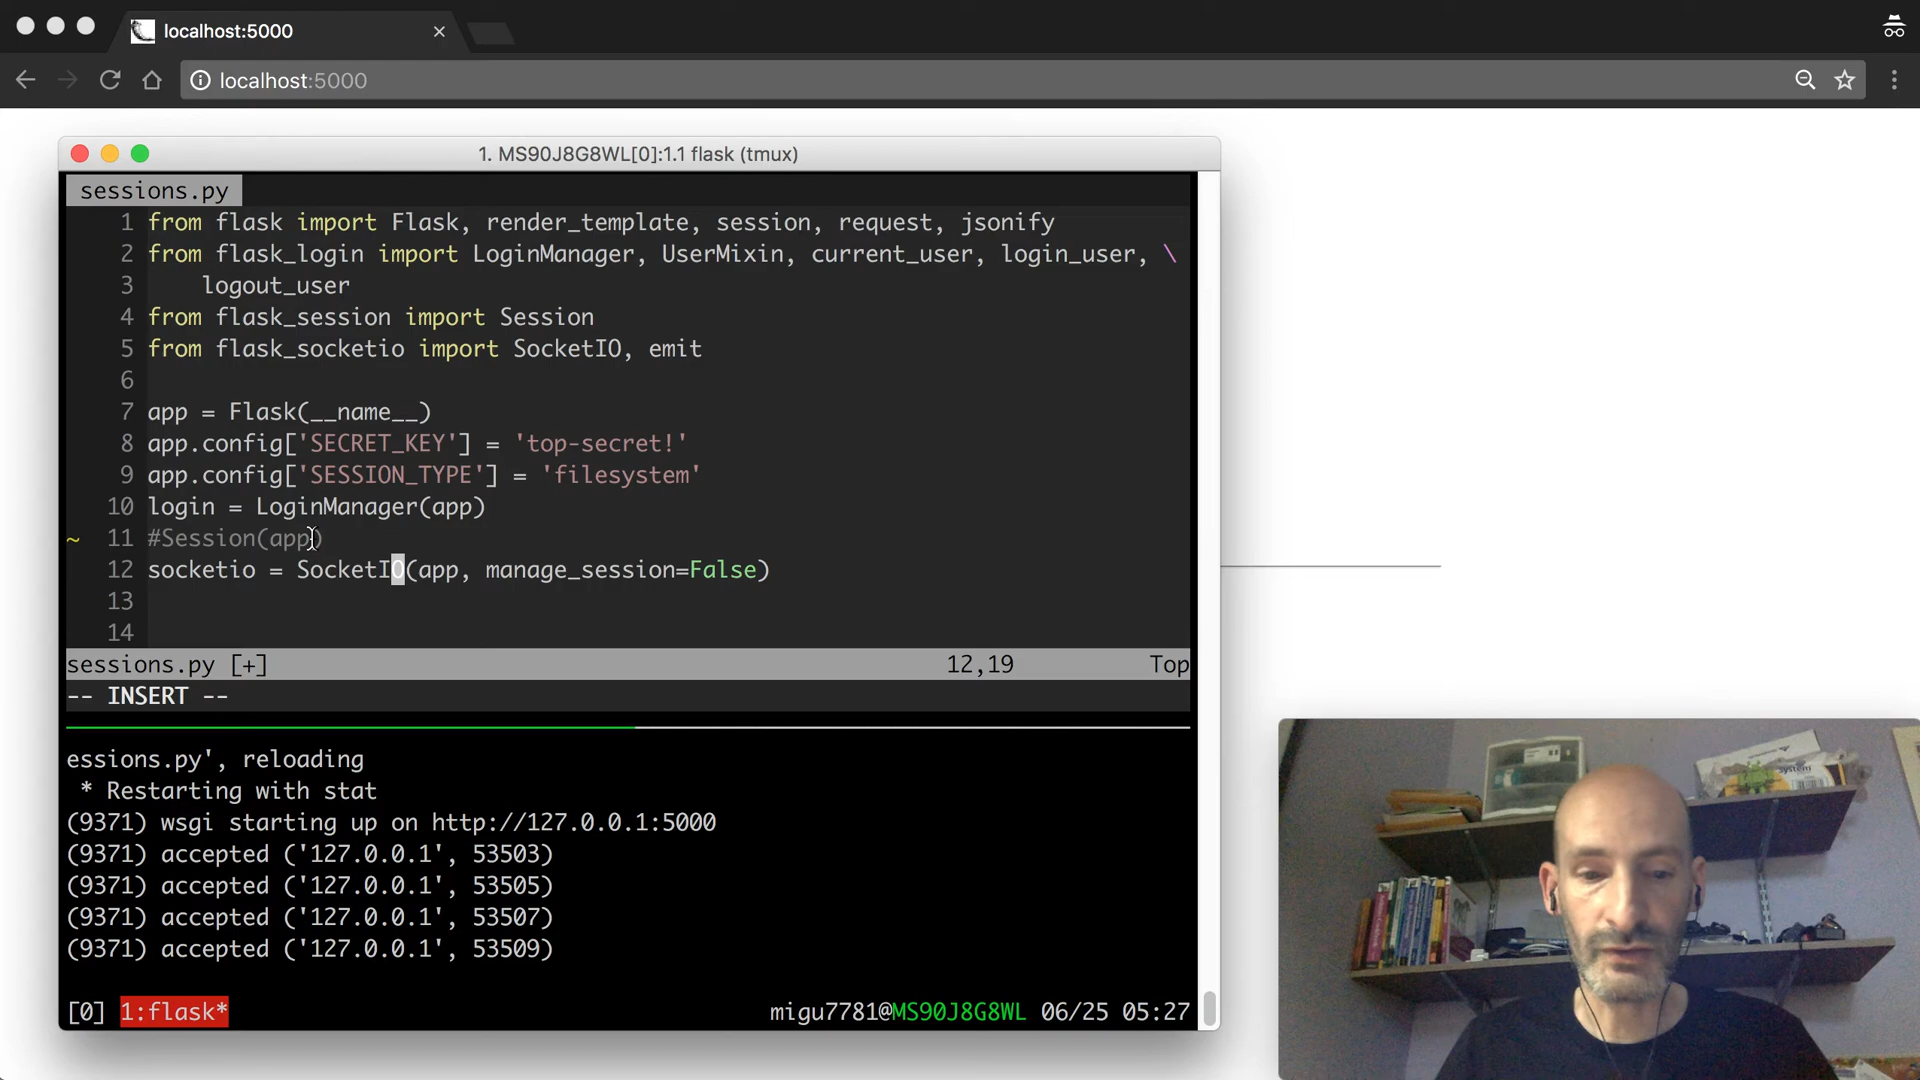 localhost:5000
localhost:5000
1. MS90J8G8WL[0]:1.1 flask (tmux)
sessions.py
1 from flask import Flask, render_template, session, request, jsonify
2 from flask_login import LoginManager, UserMixin, current_user, login_user, \
3     logout_user
4 from flask_session import Session
5 from flask_socketio import SocketIO, emit
6
7 app = Flask(__name__)
8 app.config['SECRET_KEY'] = 'top-secret!'
9 app.config['SESSION_TYPE'] = 'filesystem'
10 login = LoginManager(app)
~ 11 #Session(app)
12 socketio = SocketIO(app, manage_session=False)
13
14
sessions.py [+] 12,19 Top
-- INSERT --
essions.py', reloading
 * Restarting with stat
(9371) wsgi starting up on http://127.0.0.1:5000
(9371) accepted ('127.0.0.1', 53503)
(9371) accepted ('127.0.0.1', 53505)
(9371) accepted ('127.0.0.1', 53507)
(9371) accepted ('127.0.0.1', 53509)
[0] 1:flask* migu7781@MS90J8G8WL 06/25 05:27
system